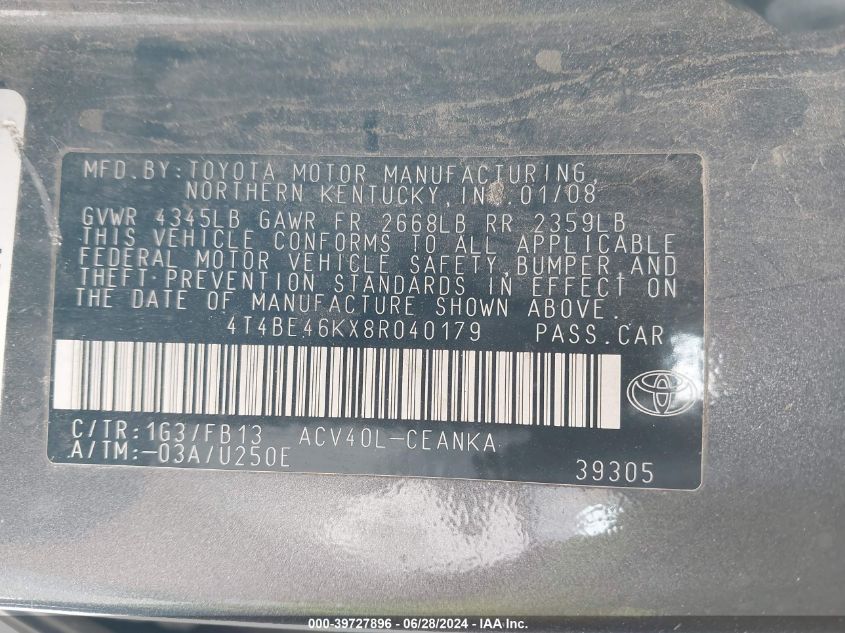 MFD.BY:TOYOTA MOTOR MANUFACTURING,
NORTHERN KENTUCKY, 01/08
GVWR 4345LB GAWR FR 2668LB RR 2359LB
THIS VEHICLE CONFORMS TO ALL APPLICABLE
FEDERAL MOTOR VEHICLE SAFETY,BUMPER,AND
THEFT PREVENTION STANDARDS IN EFFECT ON
THE DATE OF MANUFACTURE SHOWN ABOVE.
4T4BE46KX8R040179 PASS.CAR
C/TR:1G3/FB13 ACV40L-CEANKA
A/TM:-03A/U250E 39305
000-39727896 | 06/28/2024 - IAA Inc.